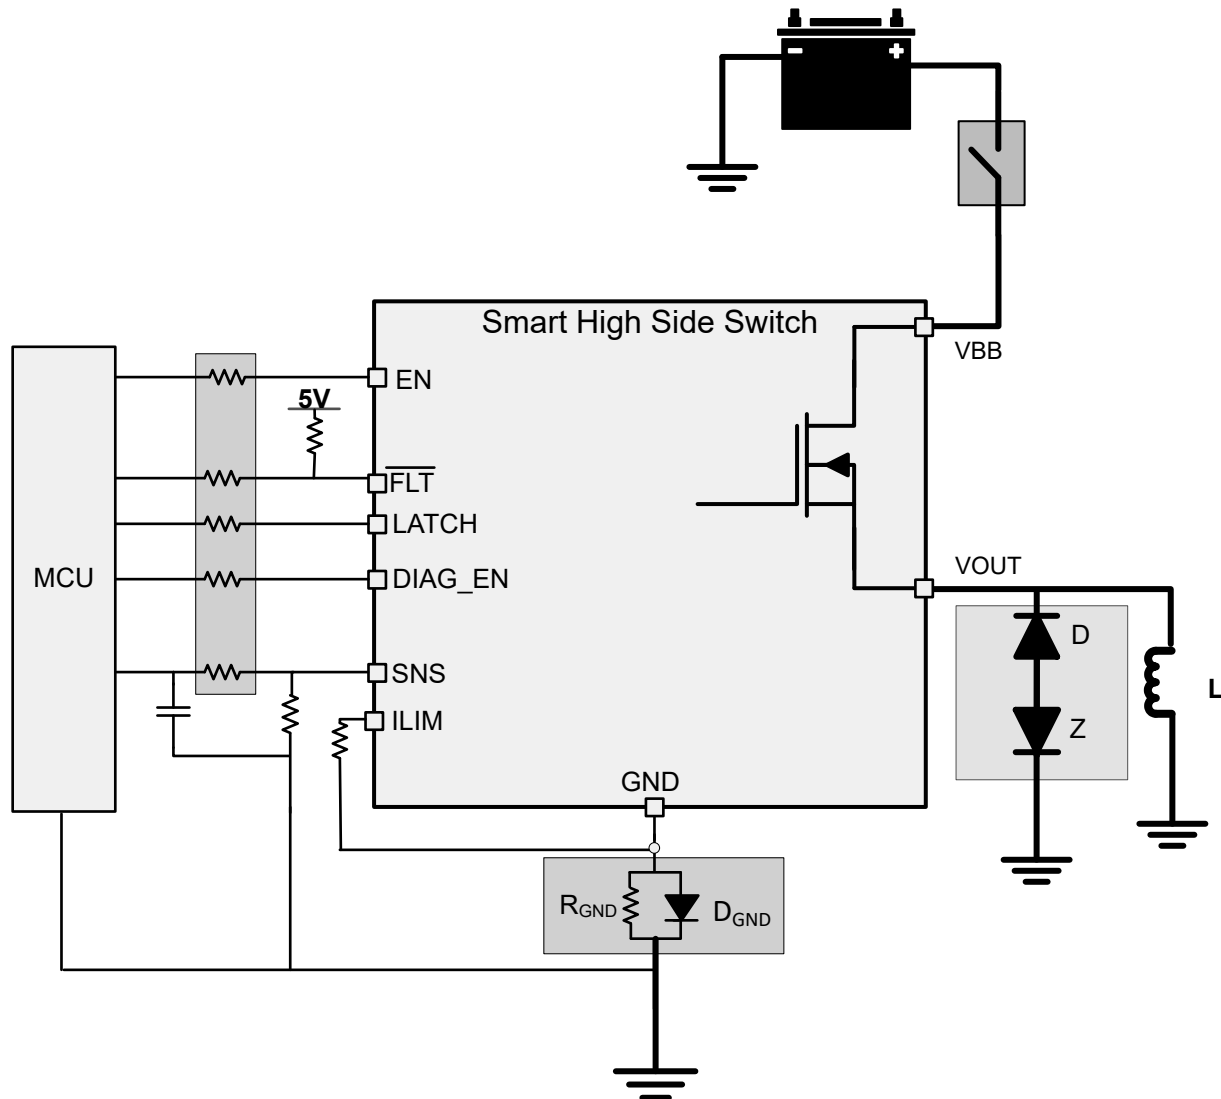 - +
Smart High Side Switch
VBB
EN
5V
FLT
LATCH
MCU
DIAG_EN
VOUT
D
SNS
L
ILIM
Z
GND
RGND
DGND